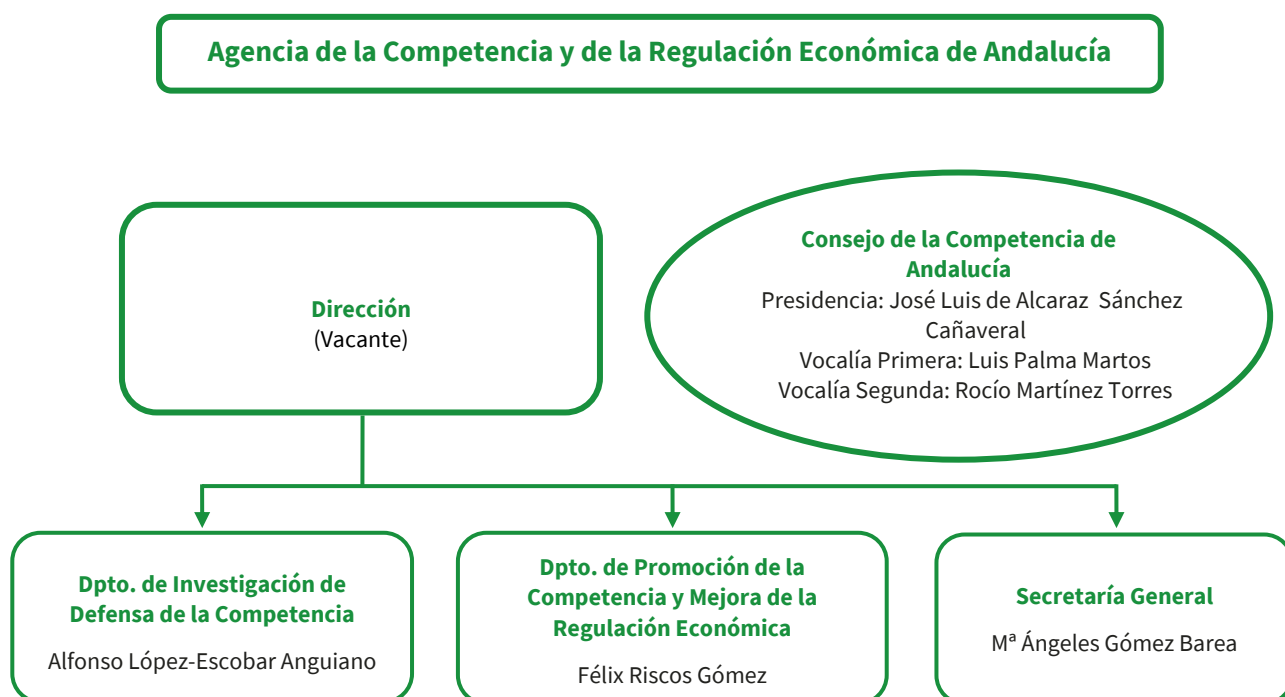 Agencia de la Competencia y de la Regulación Económica de Andalucía
Dirección
(Vacante)
Consejo de la Competencia de
Andalucía
Presidencia: José Luis de Alcaraz Sánchez
Cañaveral
Vocalía Primera: Luis Palma Martos
Vocalía Segunda: Rocío Martínez Torres
Dpto. de Investigación de
Defensa de la Competencia
Alfonso López-Escobar Anguiano
Dpto. de Promoción de la
Competencia y Mejora de la
Regulación Económica
Félix Riscos Gómez
Secretaría General
Mª Ángeles Gómez Barea